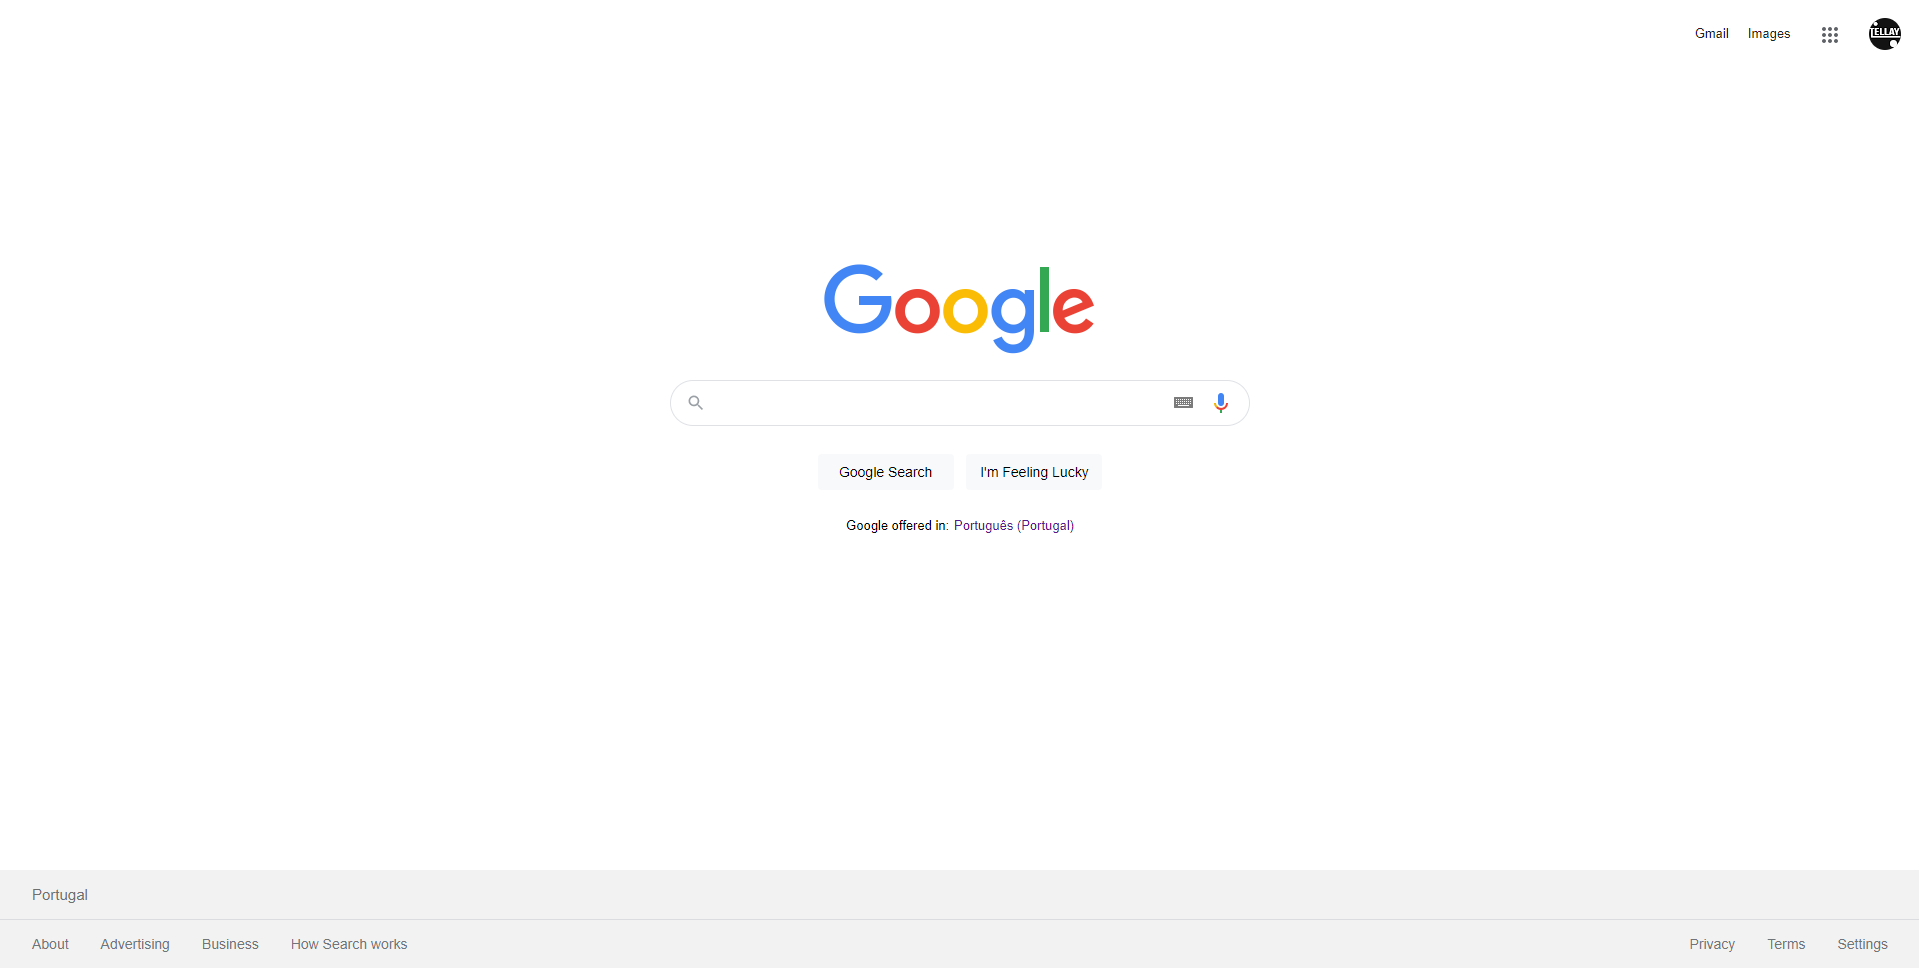 Gmail Images
TELLAY
Google
Google Search I'm Feeling Lucky
Google offered in: Português (Portugal)
Portugal
About Advertising Business How Search works Privacy Terms Settings